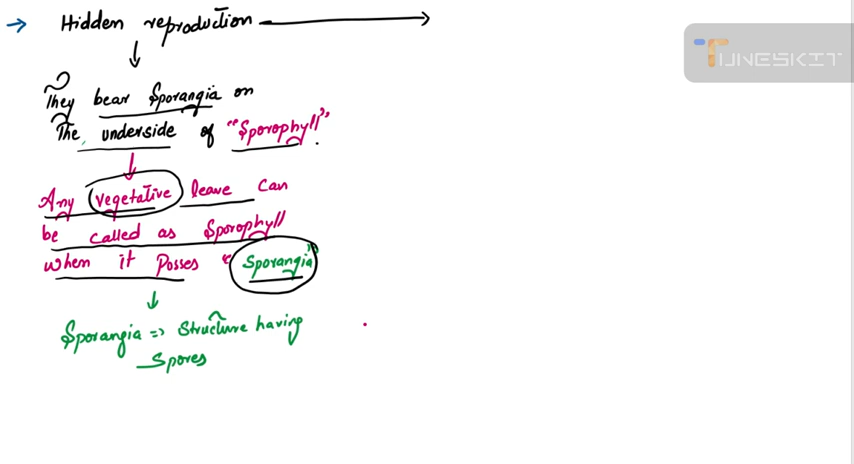 → Hidden reproduction →
TUNESKIT
They bear Sporangia on
The underside of "Sporophyll".
Any vegetative leave can
be called as Sporophyll
when it Posses "Sporangia"
Sporangia => Structure having
Spores